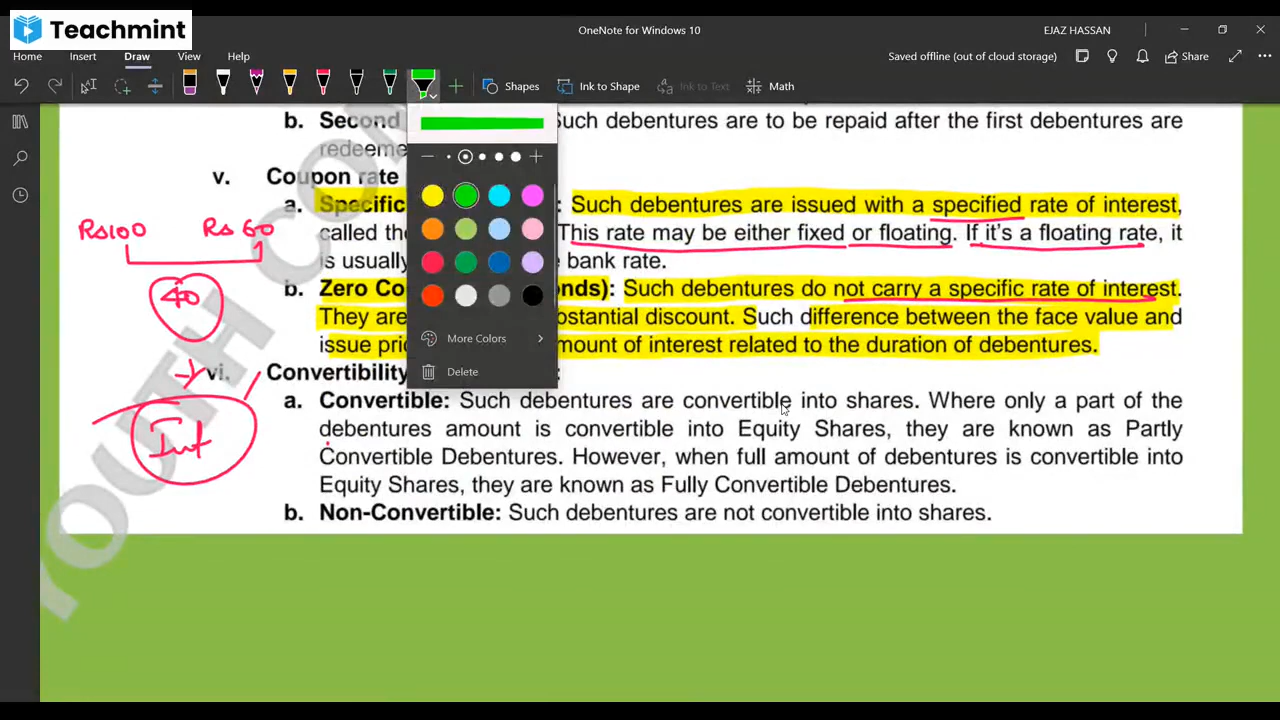 Teachmint
OneNote for Windows 10
EJAZ HASSAN
Home Insert Draw View Help
Saved offline (out of cloud storage)
Share
Shapes Ink to Shape Ink to Text Math
b. Second Such debentures are to be repaid after the first debentures are
redeeme
v. Coupon rate
a. Specific : Such debentures are issued with a specified rate of interest,
called the This rate may be either fixed or floating. If it's a floating rate, it
is usually bank rate.
b. Zero Co onds): Such debentures do not carry a specific rate of interest.
They are bstantial discount. Such difference between the face value and
issue pri mount of interest related to the duration of debentures.
vi. Convertibility :
a. Convertible: Such debentures are convertible into shares. Where only a part of the
debentures amount is convertible into Equity Shares, they are known as Partly
Convertible Debentures. However, when full amount of debentures is convertible into
Equity Shares, they are known as Fully Convertible Debentures.
b. Non-Convertible: Such debentures are not convertible into shares.
More Colors
Delete
Rs100 Rs 60
40
Int
YOUTH COM